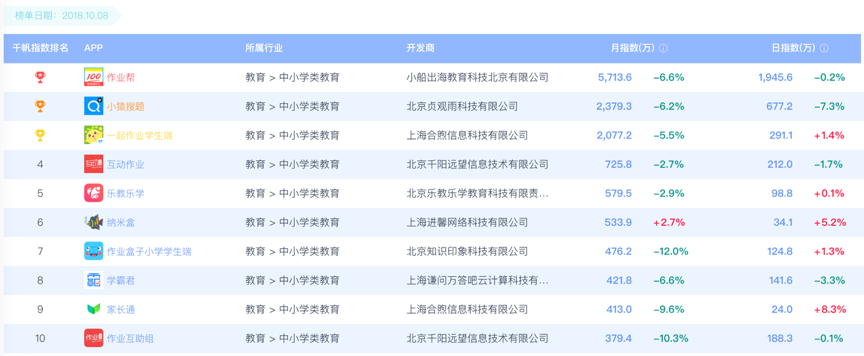 榜单日期：2018.10.08
千帆指数排名 APP 所属行业 开发商 月指数(万) 日指数(万)
作业帮 教育 > 中小学类教育 小船出海教育科技北京有限公司 5,713.6 -6.6% 1,945.6 -0.2%
小猿搜题 教育 > 中小学类教育 北京贞观雨科技有限公司 2,379.3 -6.2% 677.2 -7.3%
一起作业学生端 教育 > 中小学类教育 上海合煦信息科技有限公司 2,077.2 -5.5% 291.1 +1.4%
4 互动作业 教育 > 中小学类教育 北京千阳远望信息技术有限公司 725.8 -2.7% 212.0 -1.7%
5 乐教乐学 教育 > 中小学类教育 北京乐教乐学教育科技有限责... 579.5 -2.9% 98.8 +0.1%
6 纳米盒 教育 > 中小学类教育 上海进馨网络科技有限公司 533.9 +2.7% 34.1 +5.2%
7 作业盒子小学学生端 教育 > 中小学类教育 北京知识印象科技有限公司 476.2 -12.0% 124.8 +1.3%
8 学霸君 教育 > 中小学类教育 上海谦问万答吧云计算科技有... 421.8 -6.6% 141.6 -3.3%
9 家长通 教育 > 中小学类教育 上海合煦信息科技有限公司 413.0 -9.6% 24.0 +8.3%
10 作业互助组 教育 > 中小学类教育 北京千阳远望信息技术有限公司 379.4 -10.3% 188.3 -0.1%